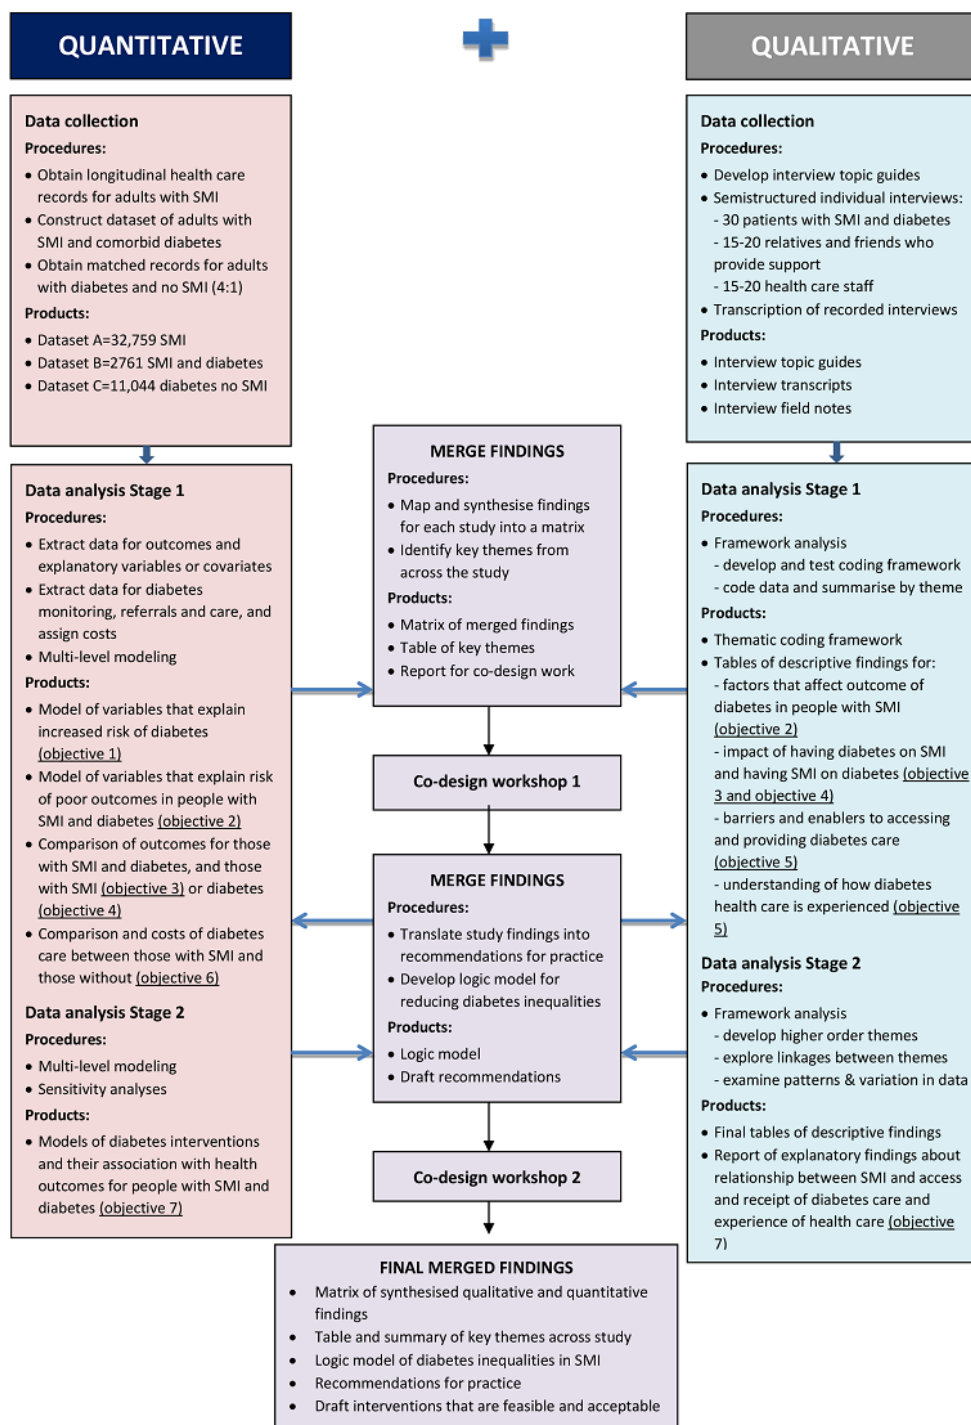 QUANTITATIVE
QUALITATIVE
Data collection
Procedures:
• Obtain longitudinal health care
records for adults with SMI
• Construct dataset of adults with
SMI and comorbid diabetes
• Obtain matched records for adults
with diabetes and no SMI (4:1)
Products:
• Dataset A=32,759 SMI
• Dataset B=2761 SMI and diabetes
• Dataset C=11,044 diabetes no SMI
Data analysis Stage 1
Procedures:
• Extract data for outcomes and
explanatory variables or covariates
• Extract data for diabetes
monitoring, referrals and care, and
assign costs
• Multi-level modeling
Products:
• Model of variables that explain
increased risk of diabetes
(objective 1)
• Model of variables that explain risk
of poor outcomes in people with
SMI and diabetes (objective 2)
• Comparison of outcomes for those
with SMI and diabetes, and those
with SMI (objective 3) or diabetes
(objective 4)
• Comparison and costs of diabetes
care between those with SMI and
those without (objective 6)
Data analysis Stage 2
Procedures:
• Multi-level modeling
• Sensitivity analyses
Products:
• Models of diabetes interventions
and their association with health
outcomes for people with SMI and
diabetes (objective 7)
MERGE FINDINGS
Procedures:
• Map and synthesise findings
for each study into a matrix
• Identify key themes from
across the study
Products:
• Matrix of merged findings
• Table of key themes
• Report for co-design work
Co-design workshop 1
MERGE FINDINGS
Procedures:
• Translate study findings into
recommendations for practice
• Develop logic model for
reducing diabetes inequalities
Products:
• Logic model
• Draft recommendations
Co-design workshop 2
FINAL MERGED FINDINGS
• Matrix of synthesised qualitative and quantitative
findings
• Table and summary of key themes across study
• Logic model of diabetes inequalities in SMI
• Recommendations for practice
• Draft interventions that are feasible and acceptable
Data collection
Procedures:
• Develop interview topic guides
• Semistructured individual interviews:
- 30 patients with SMI and diabetes
- 15-20 relatives and friends who
provide support
- 15-20 health care staff
• Transcription of recorded interviews
Products:
• Interview topic guides
• Interview transcripts
• Interview field notes
Data analysis Stage 1
Procedures:
• Framework analysis
- develop and test coding framework
- code data and summarise by theme
Products:
• Thematic coding framework
• Tables of descriptive findings for:
- factors that affect outcome of
diabetes in people with SMI
(objective 2)
- impact of having diabetes on SMI
and having SMI on diabetes (objective
3 and objective 4)
- barriers and enablers to accessing
and providing diabetes care
(objective 5)
- understanding of how diabetes
health care is experienced (objective
5)
Data analysis Stage 2
Procedures:
• Framework analysis
- develop higher order themes
- explore linkages between themes
- examine patterns & variation in data
Products:
• Final tables of descriptive findings
• Report of explanatory findings about
relationship between SMI and access
and receipt of diabetes care and
experience of health care (objective
7)